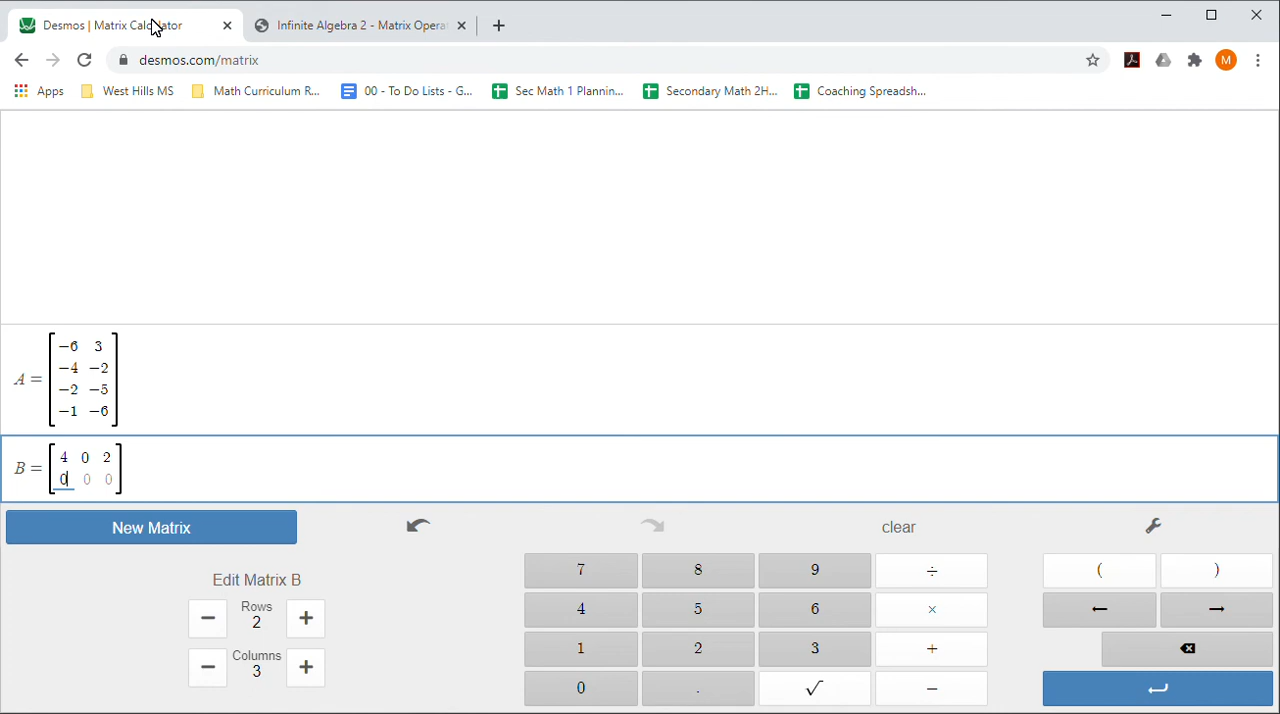 Desmos | Matrix Calculator
Infinite Algebra 2 - Matrix Opera
desmos.com/matrix
M
Apps West Hills MS Math Curriculum R... 00 - To Do Lists - G... Sec Math 1 Plannin... Secondary Math 2H... Coaching Spreadsh...
A =
−6 3
−4 −2
−2 −5
−1 −6
B =
4 0 2
0 0 0
New Matrix
clear
Edit Matrix B
Rows
2
Columns
3
− +
− +
7 8 9 ÷ ( )
4 5 6 × ← →
1 2 3 +
0 . √ −